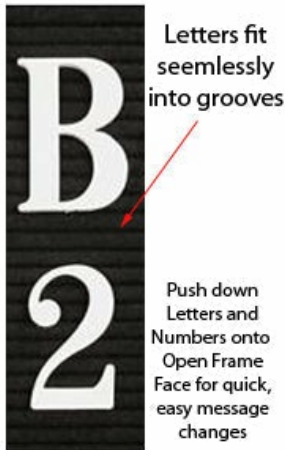 B
Letters fit
seemlessly
into grooves
2
Push down
Letters and
Numbers onto
Open Frame
Face for quick,
easy message
changes